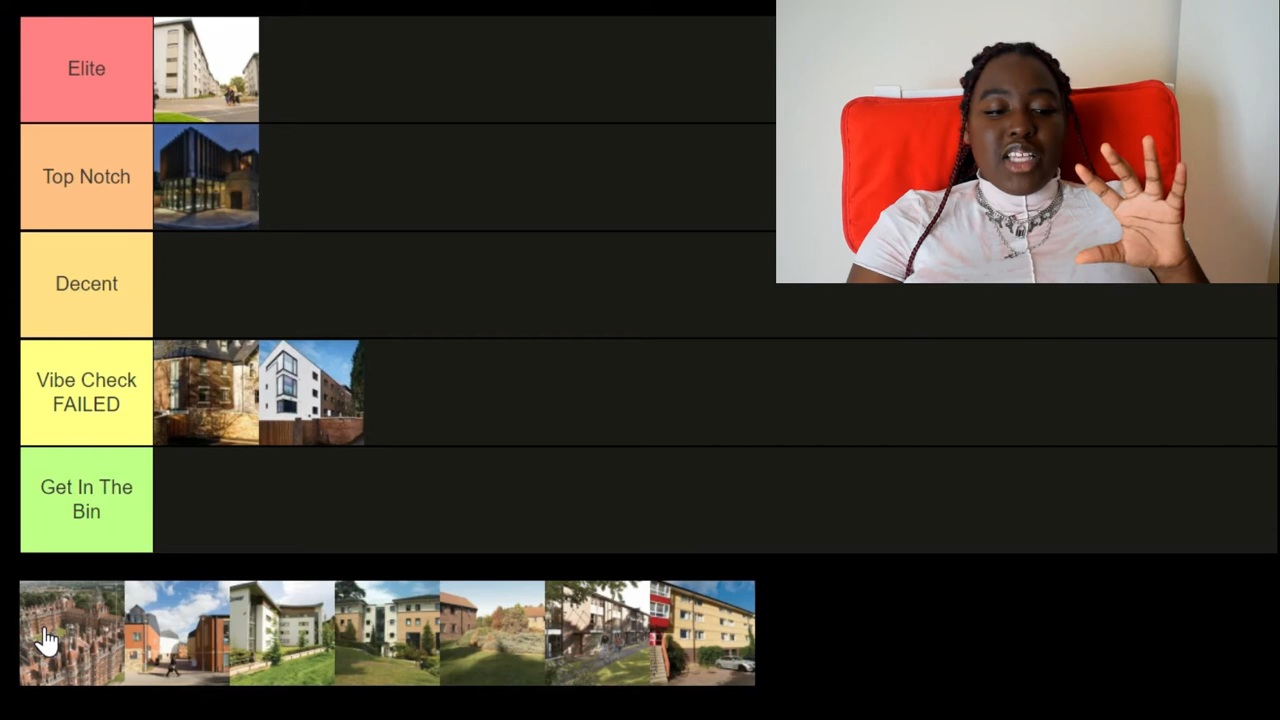 Elite
Top Notch
Decent
Vibe Check
FAILED
Get In The
Bin